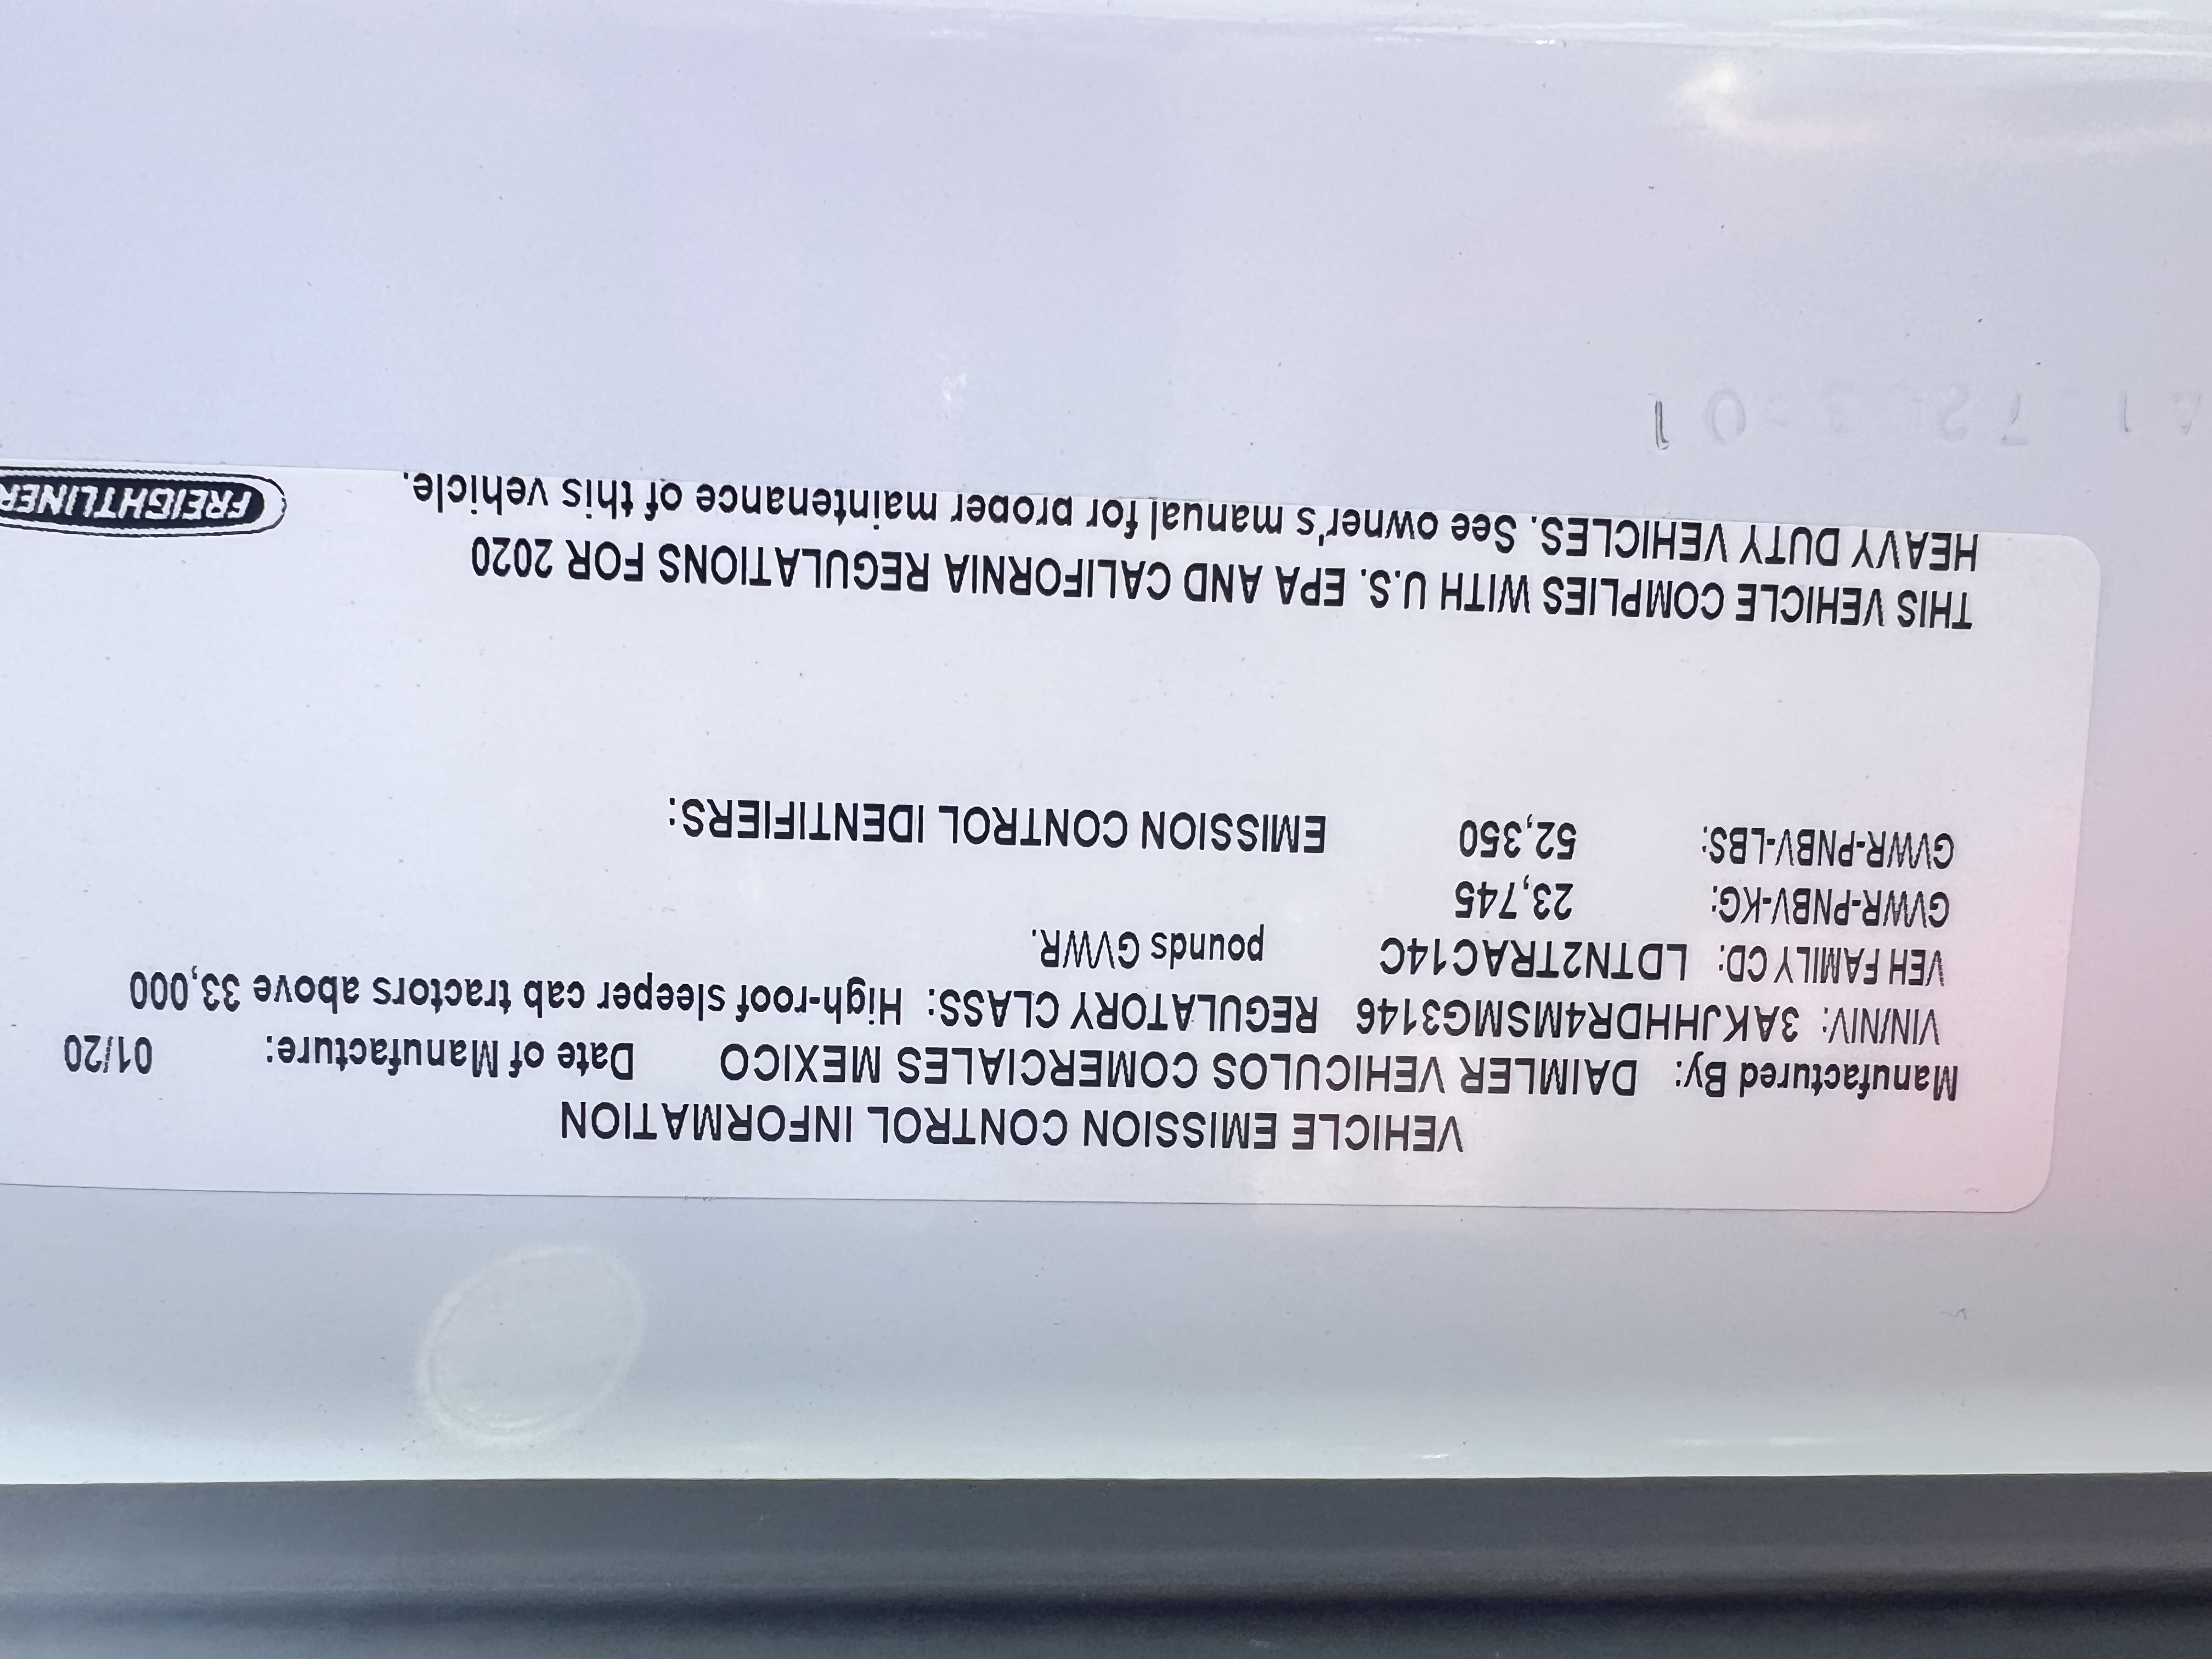 VEHICLE EMISSION CONTROL INFORMATION
Manufactured By: DAIMLER VEHICULOS COMERCIALES MEXICO Date of Manufacture: 01/20
VIN/NIV: 3AKJHHDR4MSMG3146 REGULATORY CLASS: High-roof sleeper cab tractors above 33,000
VEH FAMILY CD: LDTN2TRAC14C pounds GVWR.
GVWR-PNBV-KG: 23,745
GVWR-PNBV-LBS: 52,350 EMISSION CONTROL IDENTIFIERS:
THIS VEHICLE COMPLIES WITH U.S. EPA AND CALIFORNIA REGULATIONS FOR 2020
HEAVY DUTY VEHICLES. See owner's manual for proper maintenance of this vehicle.
FREIGHTLINER